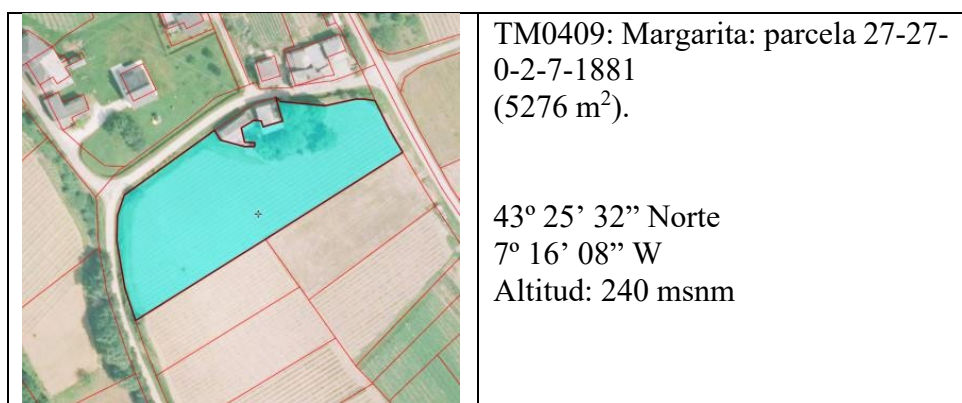 TM0409: Margarita: parcela 27-27-
0-2-7-1881
(5276 m²).
43º 25’ 32” Norte
7º 16’ 08” W
Altitud: 240 msnm